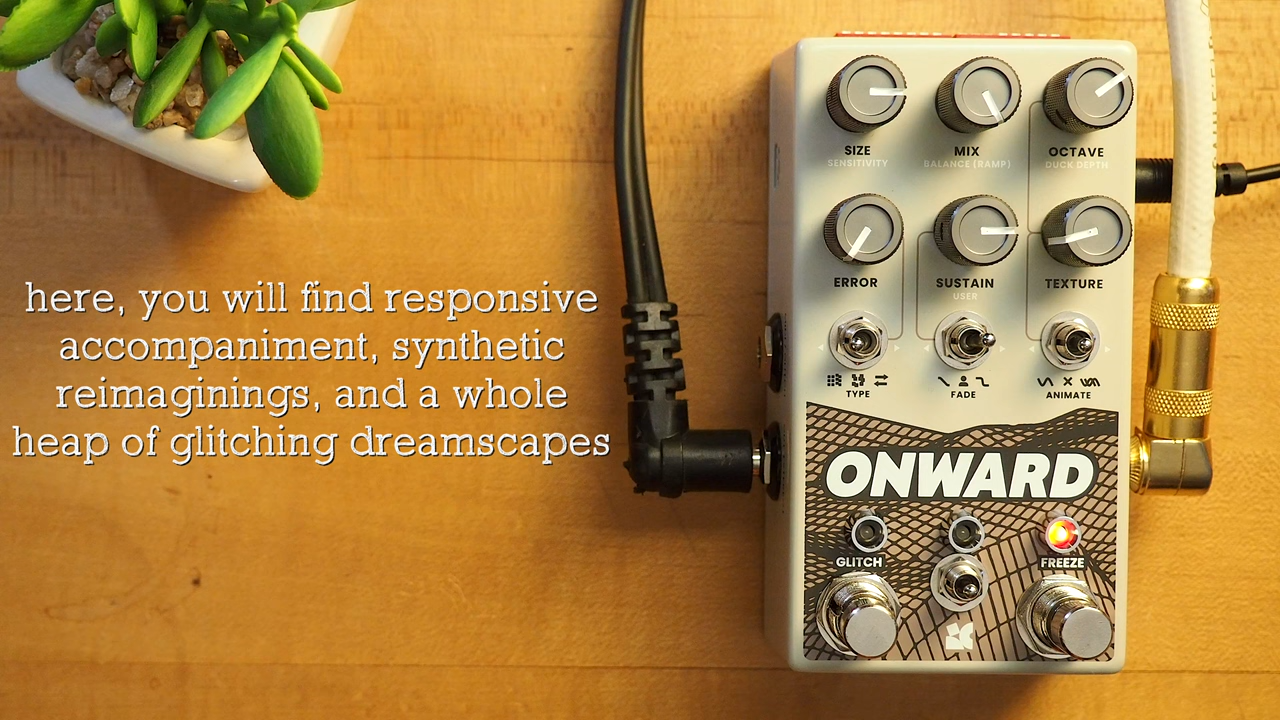 here, you will find responsive
accompaniment, synthetic
reimaginings, and a whole
heap of glitching dreamscapes
SIZE MIX OCTAVE
SENSITIVITY BALANCE (RAMP) DUCK DEPTH
ERROR SUSTAIN TEXTURE
USER
TYPE FADE ANIMATE
ONWARD
GLITCH FREEZE